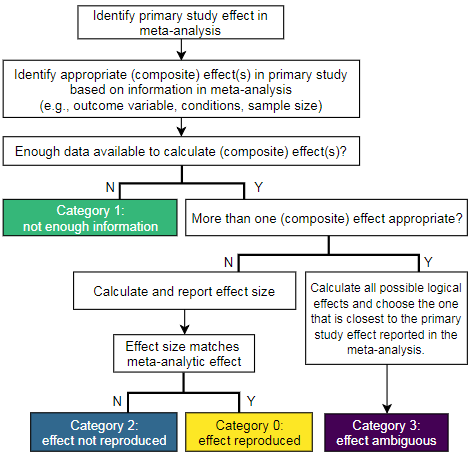 Identify primary study effect in
meta-analysis
Identify appropriate (composite) effect(s) in primary study
based on information in meta-analysis
(e.g., outcome variable, conditions, sample size)
Enough data available to calculate (composite) effect(s)?
N
Y
Category 1:
not enough information
More than one (composite) effect appropriate?
N
Y
Calculate and report effect size
Calculate all possible logical
effects and choose the one
that is closest to the primary
study effect reported in the
meta-analysis.
Effect size matches
meta-analytic effect
N
Y
Category 2:
effect not reproduced
Category 0:
effect reproduced
Category 3:
effect ambiguous